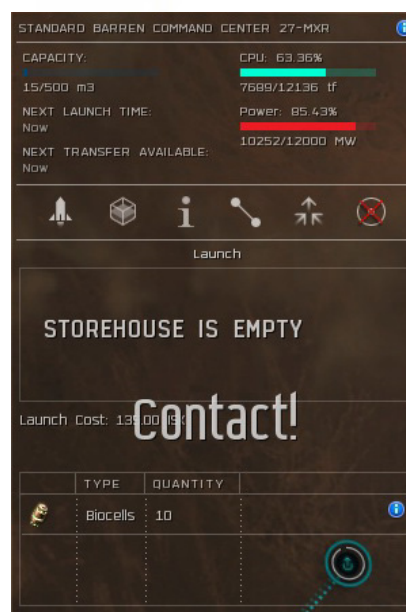 STANDARD BARREN COMMAND CENTER 27-MXR
CAPACITY:
15/500 m3
NEXT LAUNCH TIME:
Now
NEXT TRANSFER AVAILABLE:
Now
CPU: 63.36%
7689/12136 tf
Power: 85.43%
10252/12000 MW
Launch
STOREHOUSE IS EMPTY
Contact!
Launch Cost: 139.00 ISK
TYPE QUANTITY
Biocells 10